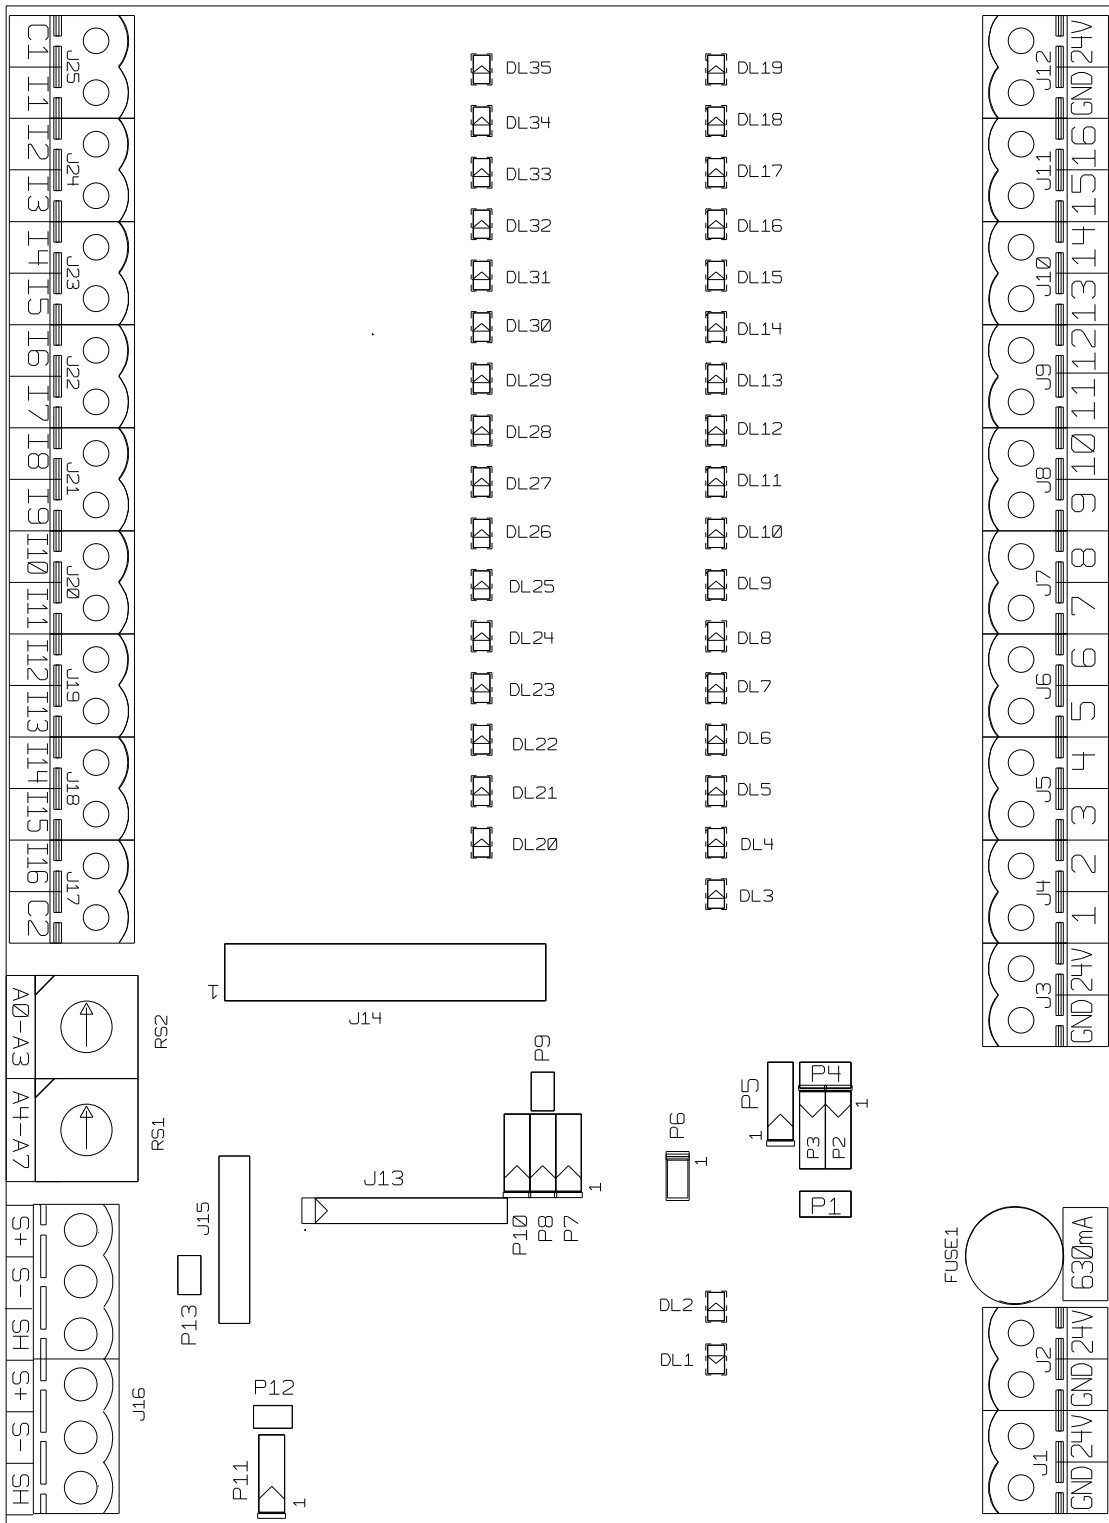 C1
I1
J25
I2
I3
J24
I4
I5
J23
I6
I7
J22
I8
I9
J21
I10
I11
J20
I12
I13
J19
I14
I15
J18
I16
C2
J17
A0-A3
RS2
A4-A7
RS1
S+
S-
SH
S+
S-
SH
J16
DL35
DL34
DL33
DL32
DL31
DL30
DL29
DL28
DL27
DL26
DL25
DL24
DL23
DL22
DL21
DL20
DL19
DL18
DL17
DL16
DL15
DL14
DL13
DL12
DL11
DL10
DL9
DL8
DL7
DL6
DL5
DL4
DL3
1
J14
P9
J13
J15
P10
P8
P7
1
P13
P12
P11
1
P6
1
P5
1
P4
P3
P2
1
P1
DL2
DL1
24V
GND
J12
16
15
J11
14
13
J10
12
11
J9
10
9
J8
8
7
J7
6
5
J6
4
3
J5
2
1
J4
24V
GND
J3
FUSE1
630mA
24V
GND
J2
24V
GND
J1